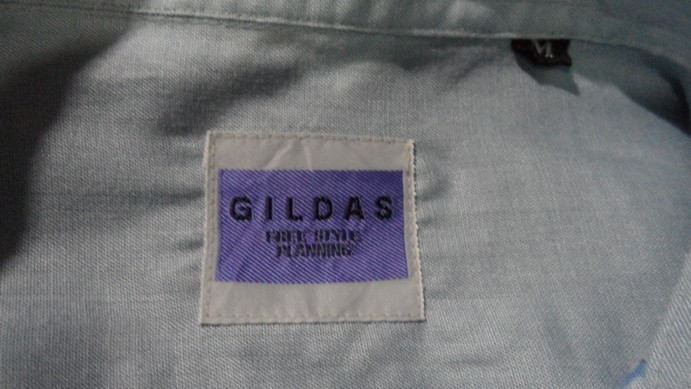 M
GILDAS
FREE STYLE
PLANNING